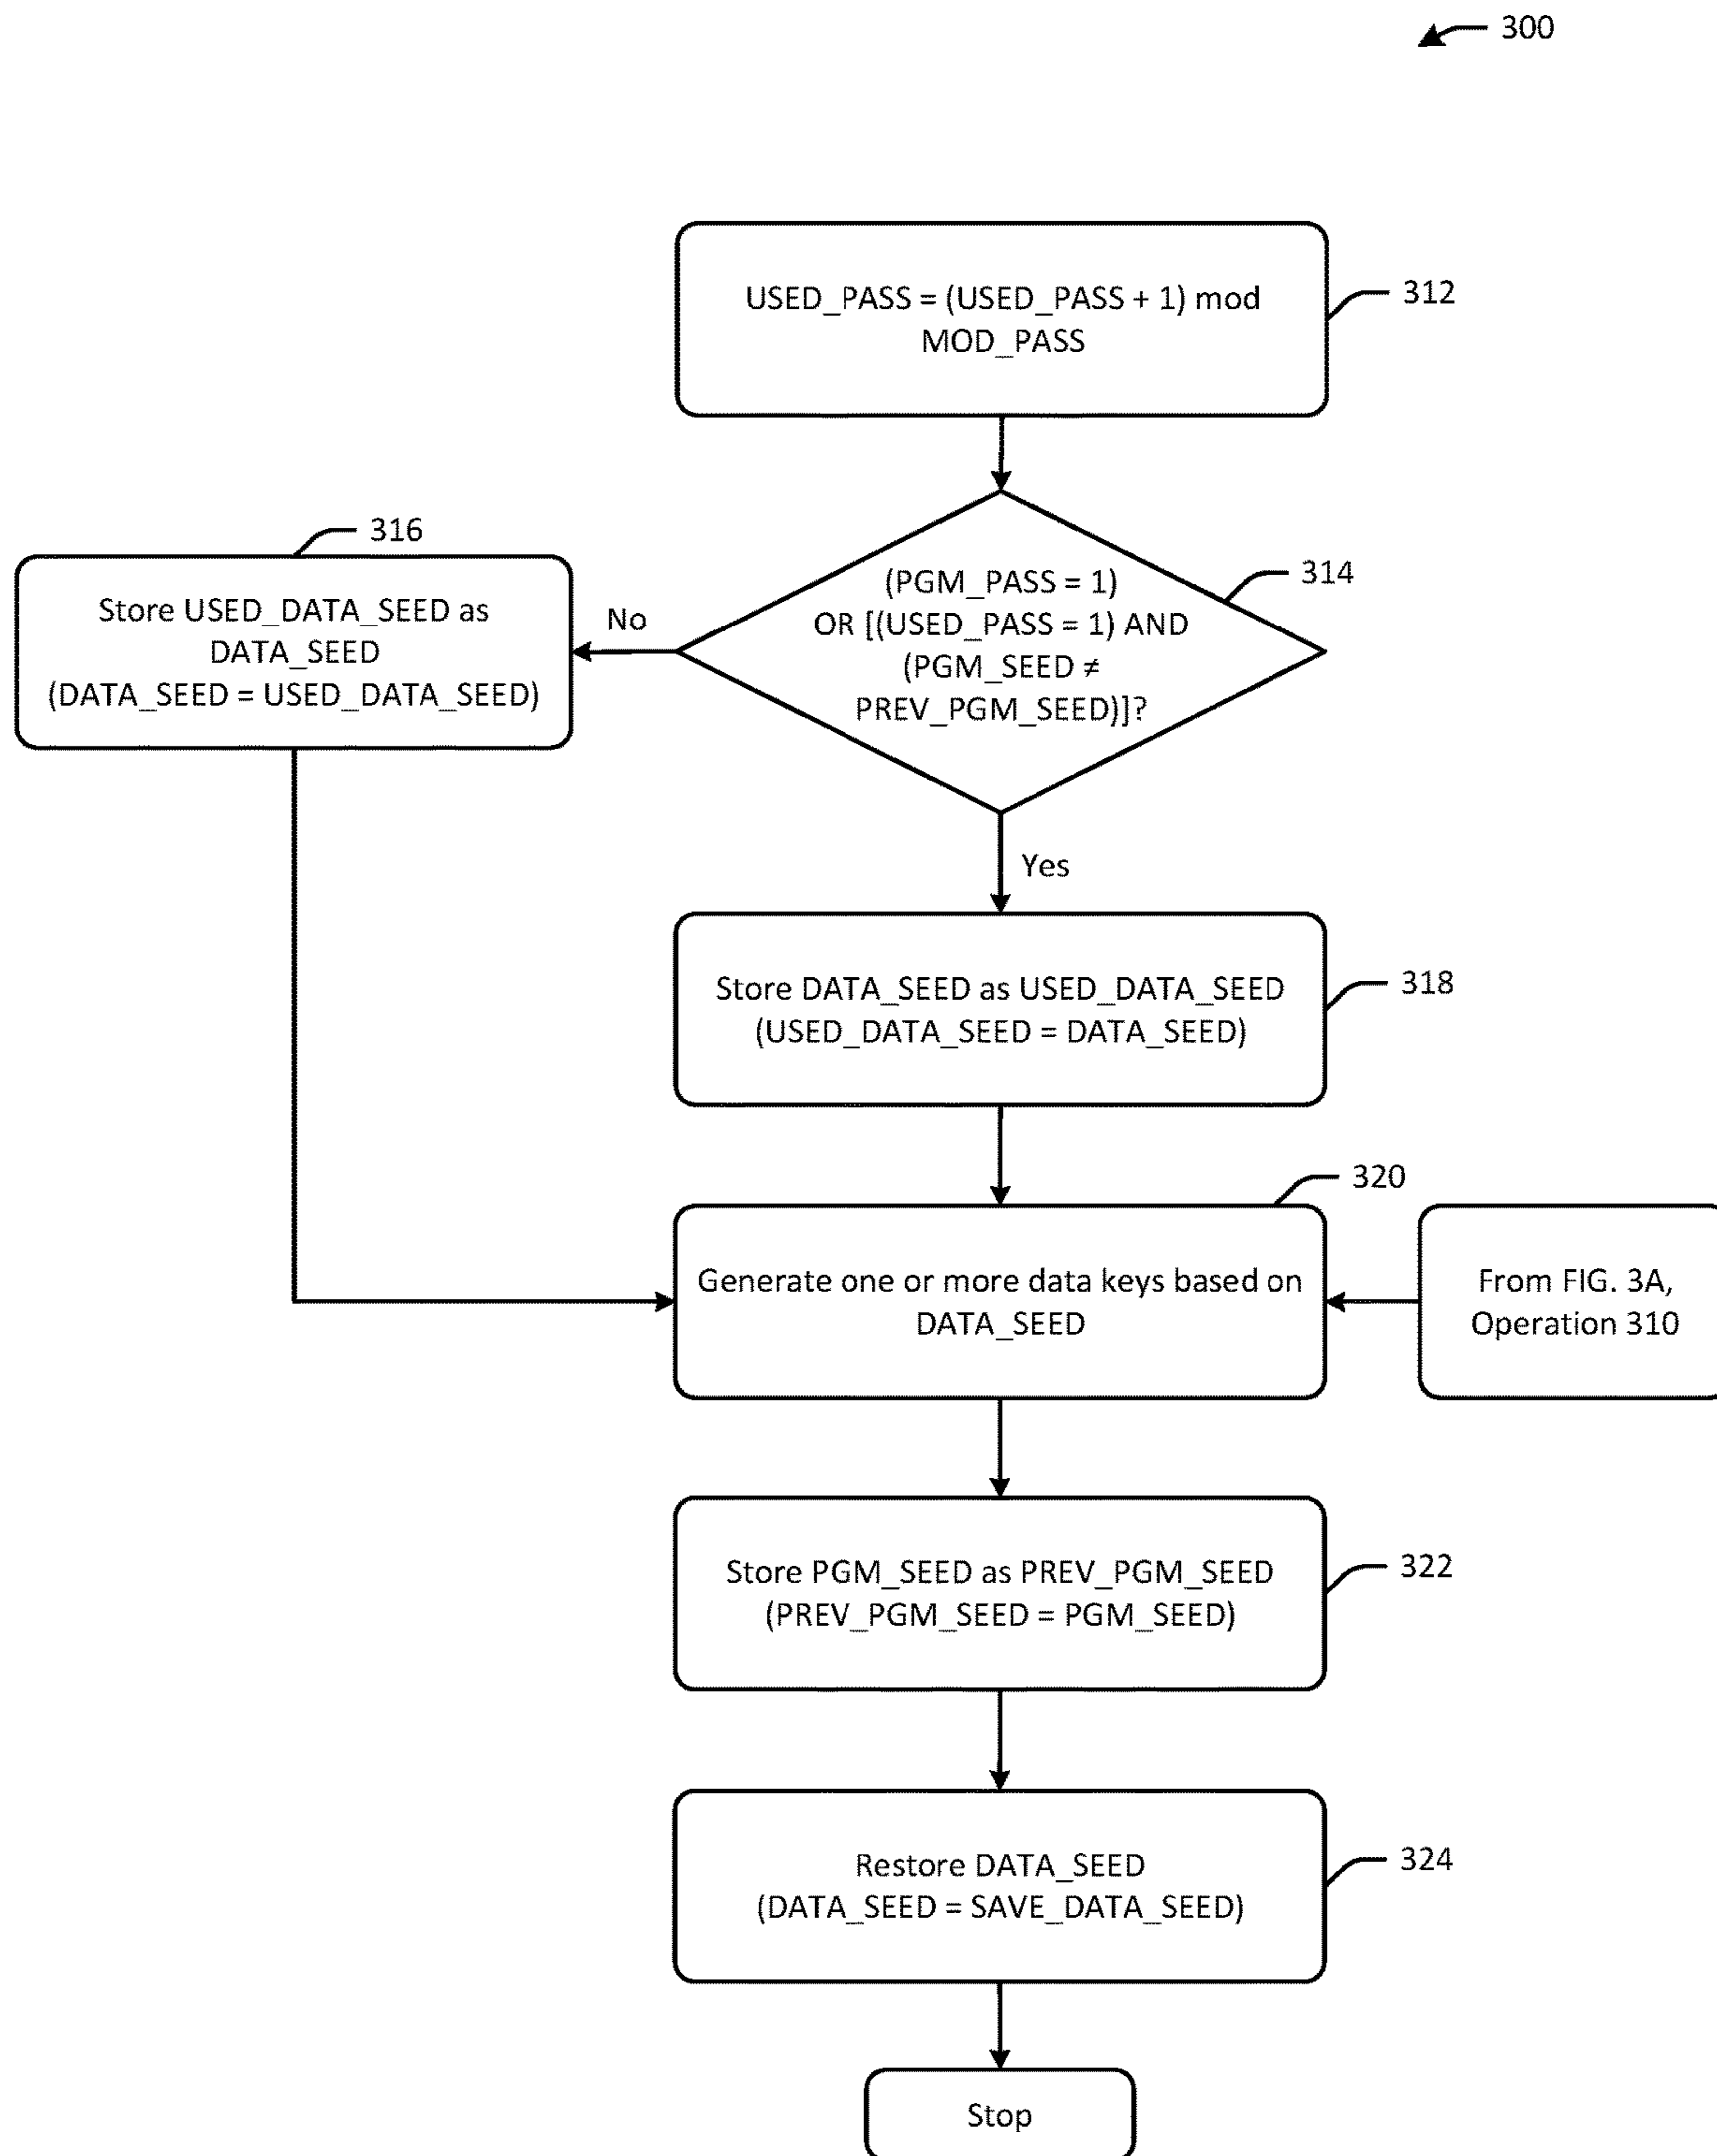 300
USED_PASS = (USED_PASS + 1) mod
MOD_PASS
312
316
Store USED_DATA_SEED as
DATA_SEED
(DATA_SEED = USED_DATA_SEED)
No
(PGM_PASS = 1)
OR [(USED_PASS = 1) AND
(PGM_SEED ≠
PREV_PGM_SEED)]?
314
Yes
Store DATA_SEED as USED_DATA_SEED
(USED_DATA_SEED = DATA_SEED)
318
320
Generate one or more data keys based on
DATA_SEED
From FIG. 3A,
Operation 310
Store PGM_SEED as PREV_PGM_SEED
(PREV_PGM_SEED = PGM_SEED)
322
Restore DATA_SEED
(DATA_SEED = SAVE_DATA_SEED)
324
Stop